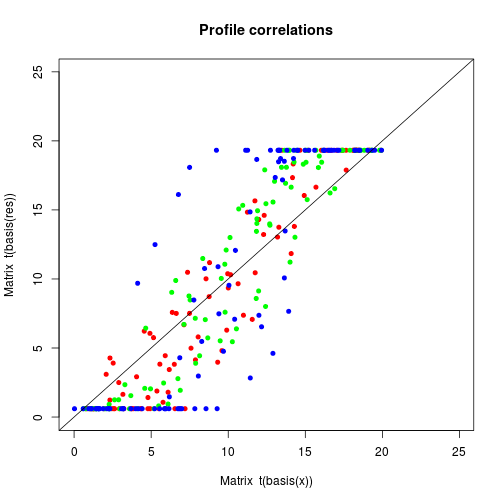 Profile correlations
25
20
15
10
5
0
Matrix t(basis(res))
0 5 10 15 20 25
Matrix t(basis(x))